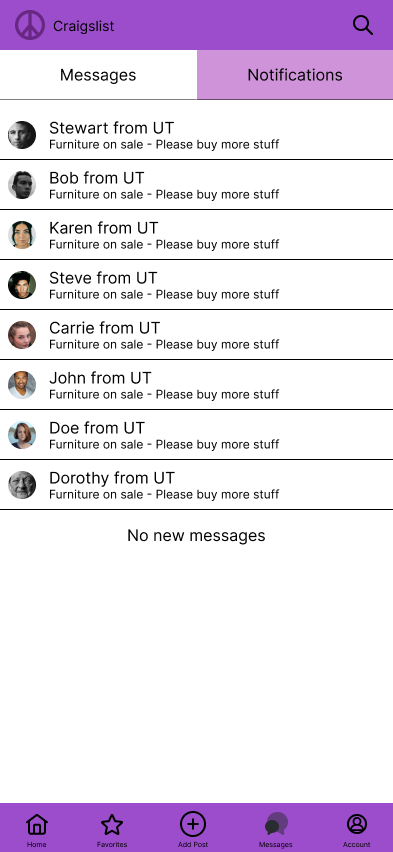 Craigslist
Messages
Notifications
Stewart from UT
Furniture on sale - Please buy more stuff
Bob from UT
Furniture on sale - Please buy more stuff
Karen from UT
Furniture on sale - Please buy more stuff
Steve from UT
Furniture on sale - Please buy more stuff
Carrie from UT
Furniture on sale - Please buy more stuff
John from UT
Furniture on sale - Please buy more stuff
Doe from UT
Furniture on sale - Please buy more stuff
Dorothy from UT
Furniture on sale - Please buy more stuff
No new messages
Home
Favorites
Add Post
Messages
Account